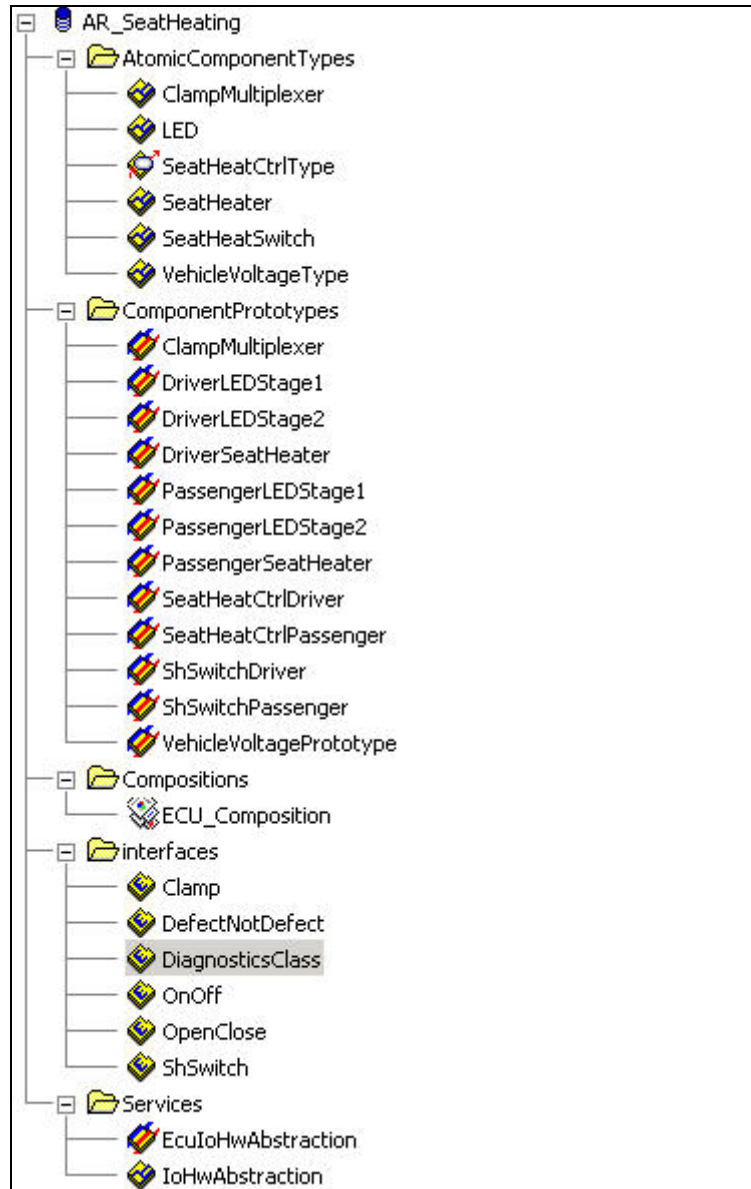 AR_SeatHeating
AtomicComponentTypes
ClampMultiplexer
LED
SeatHeatCtrlType
SeatHeater
SeatHeatSwitch
VehicleVoltageType
ComponentPrototypes
ClampMultiplexer
DriverLEDStage1
DriverLEDStage2
DriverSeatHeater
PassengerLEDStage1
PassengerLEDStage2
PassengerSeatHeater
SeatHeatCtrlDriver
SeatHeatCtrlPassenger
ShSwitchDriver
ShSwitchPassenger
VehicleVoltagePrototype
Compositions
ECU_Composition
interfaces
Clamp
DefectNotDefect
DiagnosticsClass
OnOff
OpenClose
ShSwitch
Services
EcuIoHwAbstraction
IoHwAbstraction